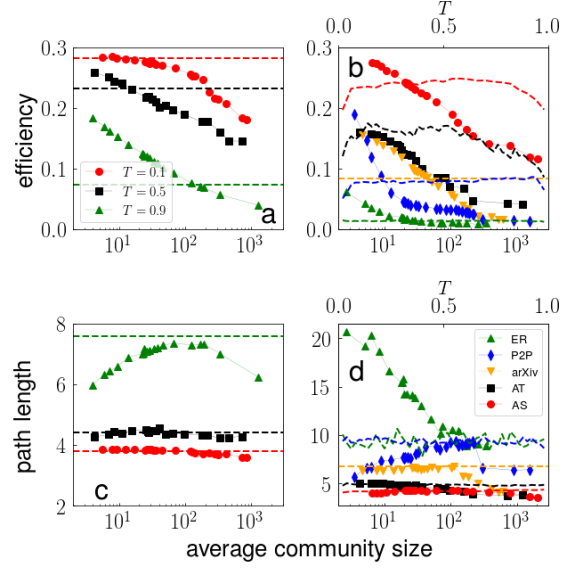 T
0.0 0.5 1.0
0.3
0.2
0.1
0.0
efficiency
T = 0.1
T = 0.5
T = 0.9
a
10¹ 10² 10³
0.3
0.2
0.1
0.0
b
10¹ 10² 10³
T
0.0 0.5 1.0
8
6
4
2
path length
c
10¹ 10² 10³
20
15
10
5
ER
P2P
arXiv
AT
AS
d
10¹ 10² 10³
average community size